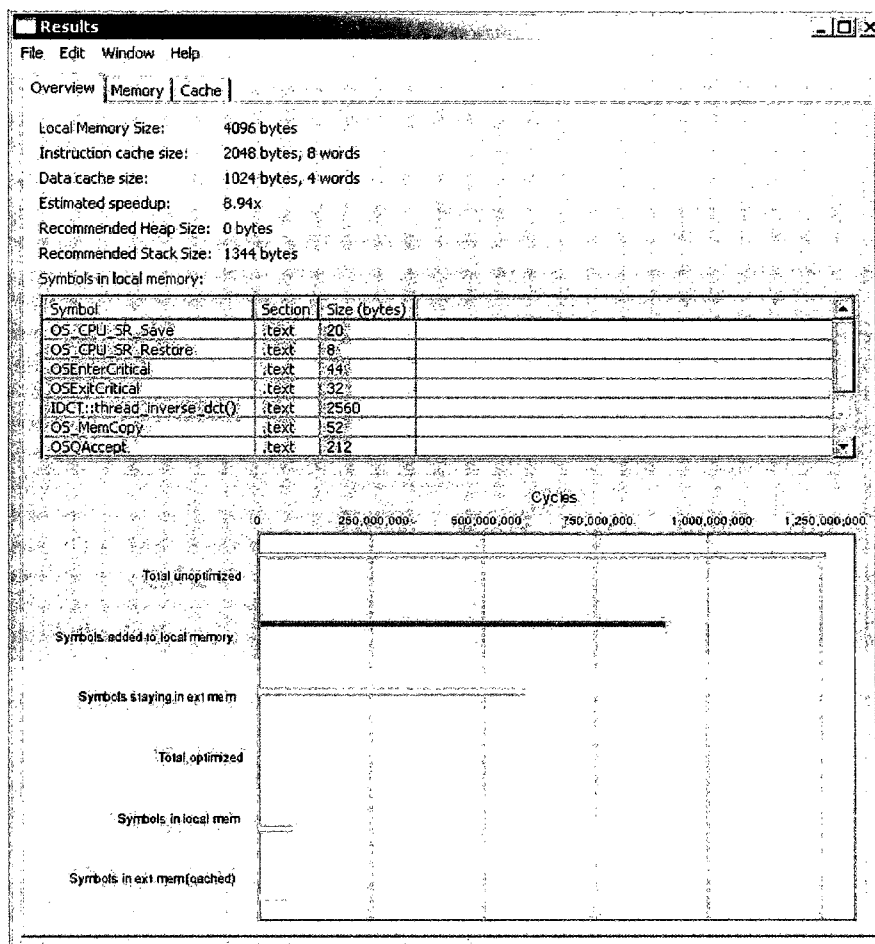 Results
File Edit Window Help
Overview Memory Cache
Local Memory Size: 4096 bytes
Instruction cache size: 2048 bytes, 8 words
Data cache size: 1024 bytes, 4 words
Estimated speedup: 8.94x
Recommended Heap Size: 0 bytes
Recommended Stack Size: 1344 bytes
Symbols in local memory:
Symbol Section Size (bytes)
OS_CPU_SR_Save .text 20
OS_CPU_SR_Restore .text 8
OSEnterCritical .text 44
OSExitCritical .text 32
IDCT::thread_inverse_dct() .text 2560
OS_MemCopy .text 52
OSQAccept .text 212
Cycles
0 250,000,000 500,000,000 750,000,000 1,000,000,000 1,250,000,000
Total unoptimized
Symbols added to local memory
Symbols staying in ext mem
Total optimized
Symbols in local mem
Symbols in ext mem(cached)